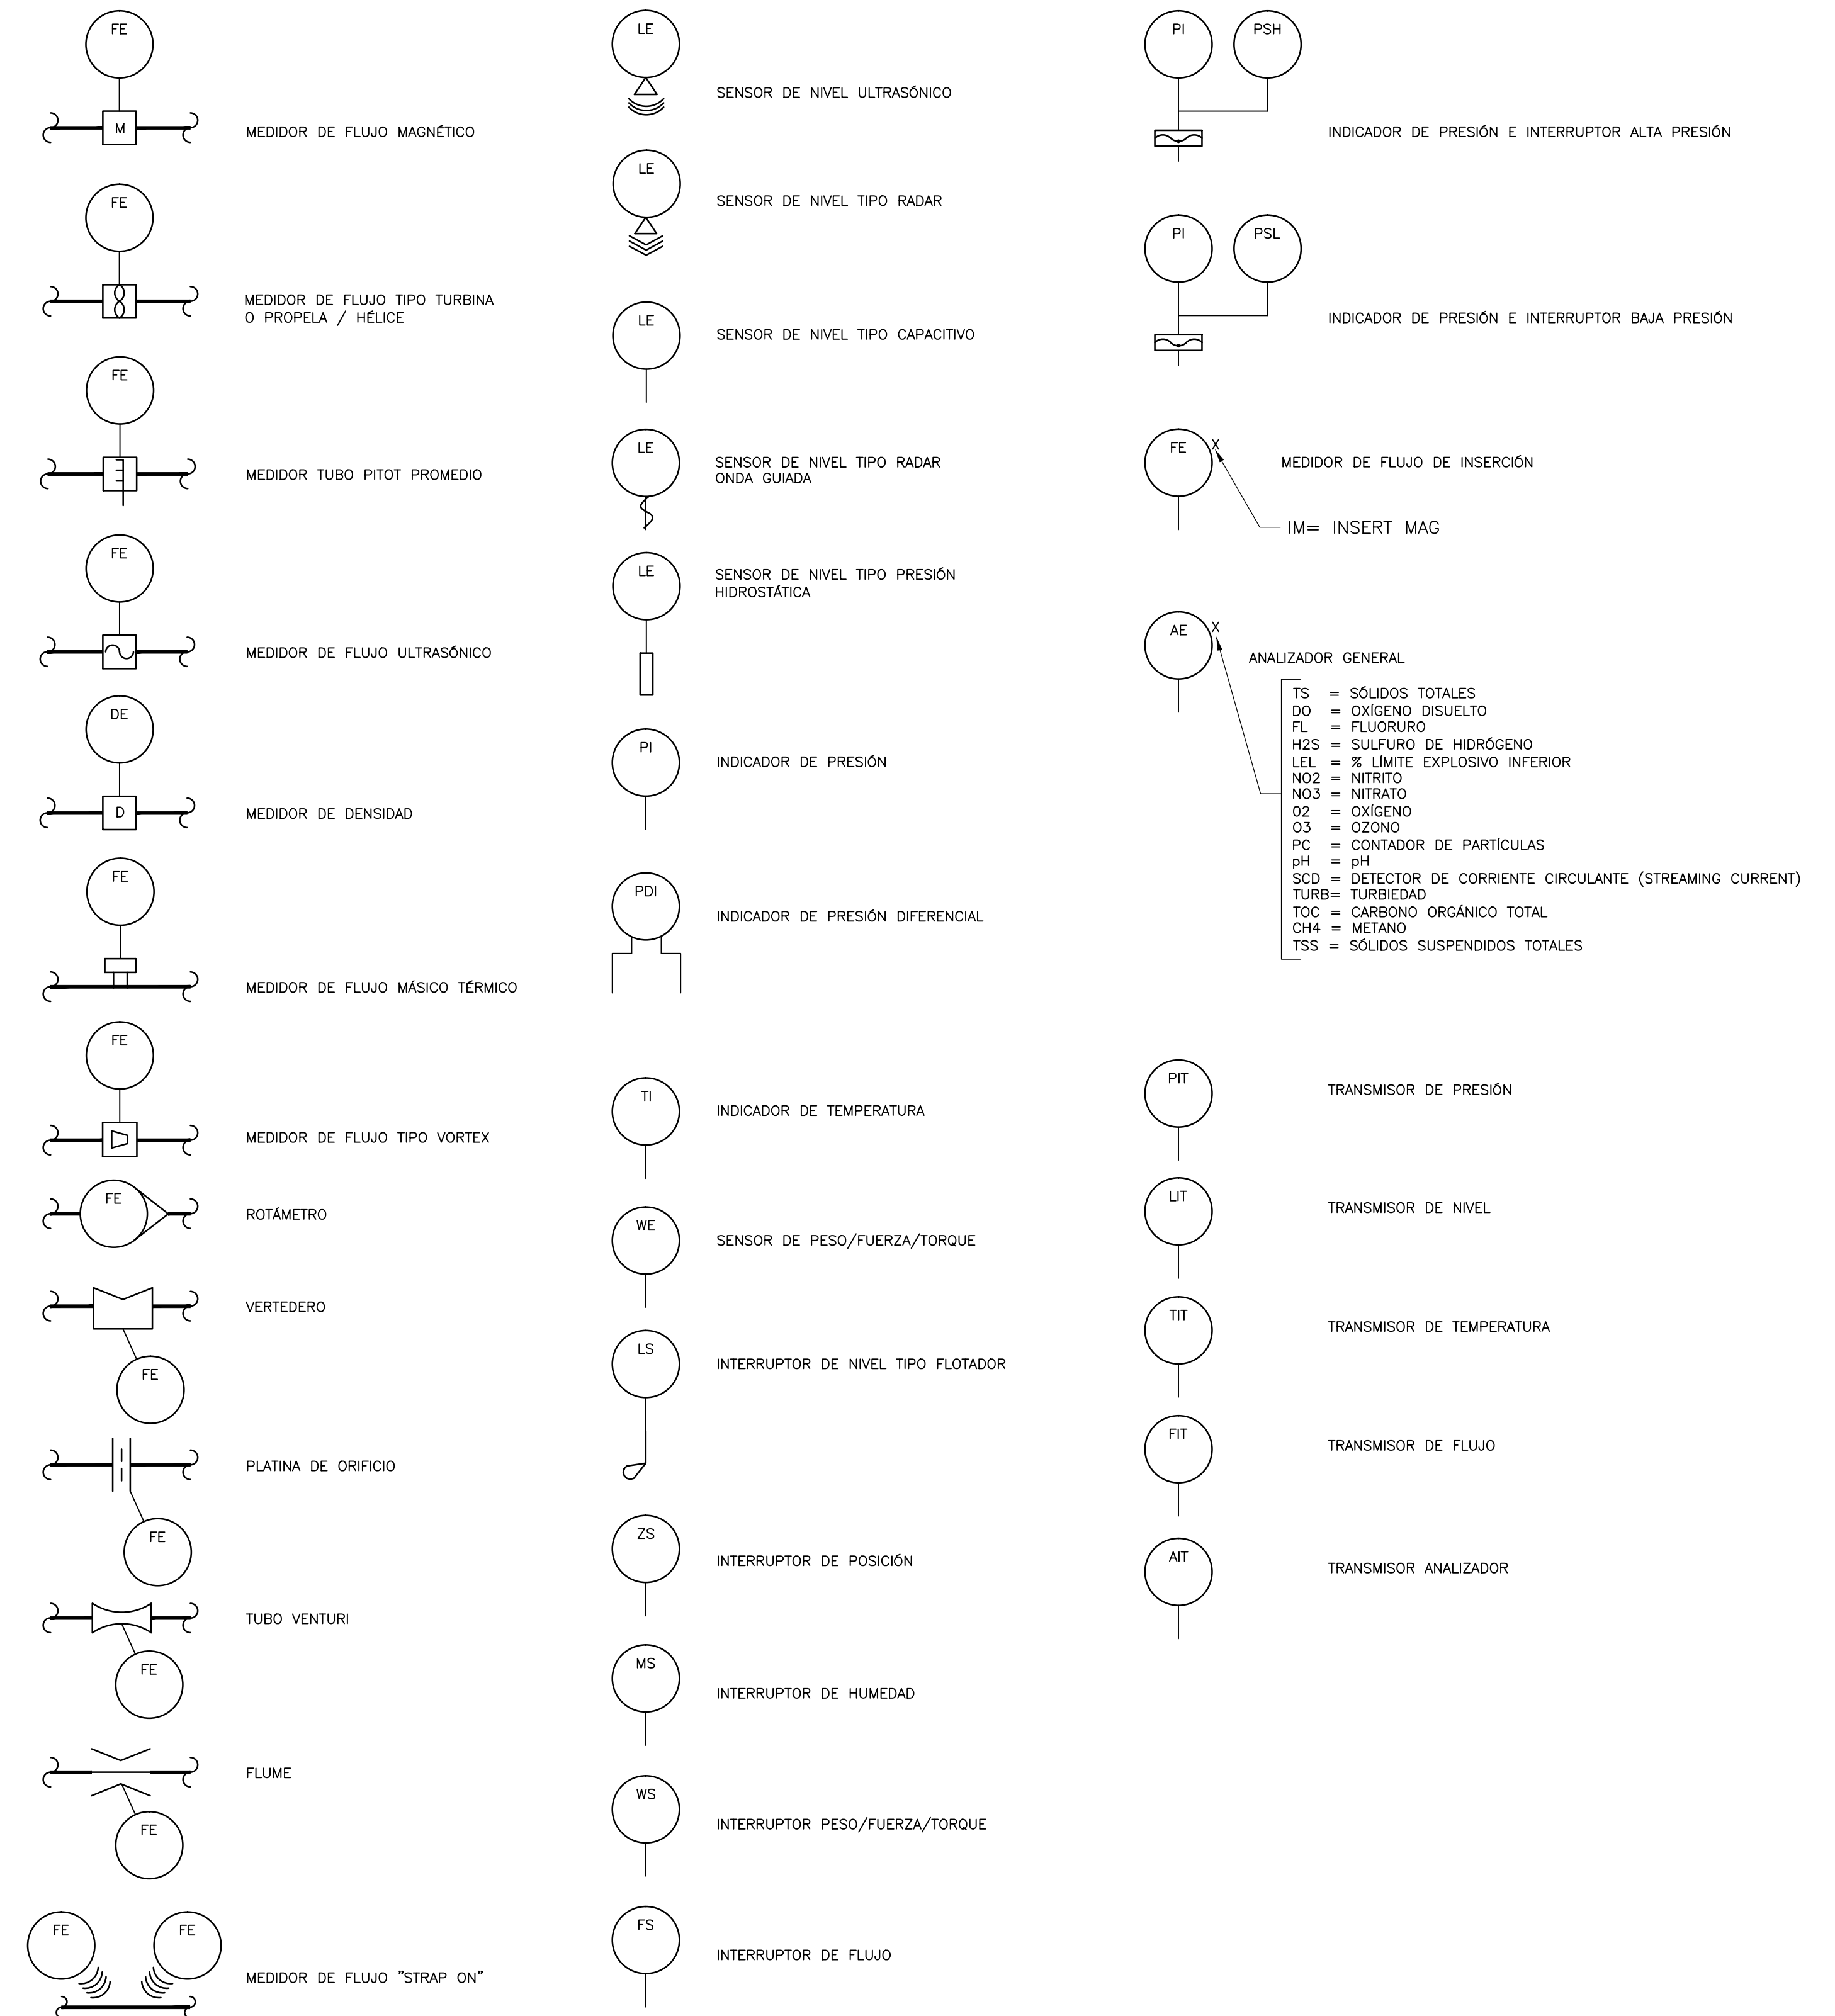 FE
M
MEDIDOR DE FLUJO MAGNÉTICO
FE
MEDIDOR DE FLUJO TIPO TURBINA
O PROPELA / HÉLICE
FE
MEDIDOR TUBO PITOT PROMEDIO
FE
MEDIDOR DE FLUJO ULTRASÓNICO
DE
D
MEDIDOR DE DENSIDAD
FE
MEDIDOR DE FLUJO MÁSICO TÉRMICO
FE
MEDIDOR DE FLUJO TIPO VORTEX
FE
ROTÁMETRO
VERTEDERO
FE
PLATINA DE ORIFICIO
FE
TUBO VENTURI
FE
FLUME
FE
FE FE
MEDIDOR DE FLUJO "STRAP ON"
LE
SENSOR DE NIVEL ULTRASÓNICO
LE
SENSOR DE NIVEL TIPO RADAR
LE
SENSOR DE NIVEL TIPO CAPACITIVO
LE
SENSOR DE NIVEL TIPO RADAR
ONDA GUIADA
LE
SENSOR DE NIVEL TIPO PRESIÓN
HIDROSTÁTICA
PI
INDICADOR DE PRESIÓN
PDI
INDICADOR DE PRESIÓN DIFERENCIAL
TI
INDICADOR DE TEMPERATURA
WE
SENSOR DE PESO/FUERZA/TORQUE
LS
INTERRUPTOR DE NIVEL TIPO FLOTADOR
ZS
INTERRUPTOR DE POSICIÓN
MS
INTERRUPTOR DE HUMEDAD
WS
INTERRUPTOR PESO/FUERZA/TORQUE
FS
INTERRUPTOR DE FLUJO
PI PSH
INDICADOR DE PRESIÓN E INTERRUPTOR ALTA PRESIÓN
PI PSL
INDICADOR DE PRESIÓN E INTERRUPTOR BAJA PRESIÓN
FE X
MEDIDOR DE FLUJO DE INSERCIÓN
IM= INSERT MAG
AE X
ANALIZADOR GENERAL
TS = SÓLIDOS TOTALES
DO = OXÍGENO DISUELTO
FL = FLUORURO
H2S = SULFURO DE HIDRÓGENO
LEL = % LÍMITE EXPLOSIVO INFERIOR
NO2 = NITRITO
NO3 = NITRATO
02 = OXÍGENO
O3 = OZONO
PC = CONTADOR DE PARTÍCULAS
pH = pH
SCD = DETECTOR DE CORRIENTE CIRCULANTE (STREAMING CURRENT)
TURB= TURBIEDAD
TOC = CARBONO ORGÁNICO TOTAL
CH4 = METANO
TSS = SÓLIDOS SUSPENDIDOS TOTALES
PIT
TRANSMISOR DE PRESIÓN
LIT
TRANSMISOR DE NIVEL
TIT
TRANSMISOR DE TEMPERATURA
FIT
TRANSMISOR DE FLUJO
AIT
TRANSMISOR ANALIZADOR